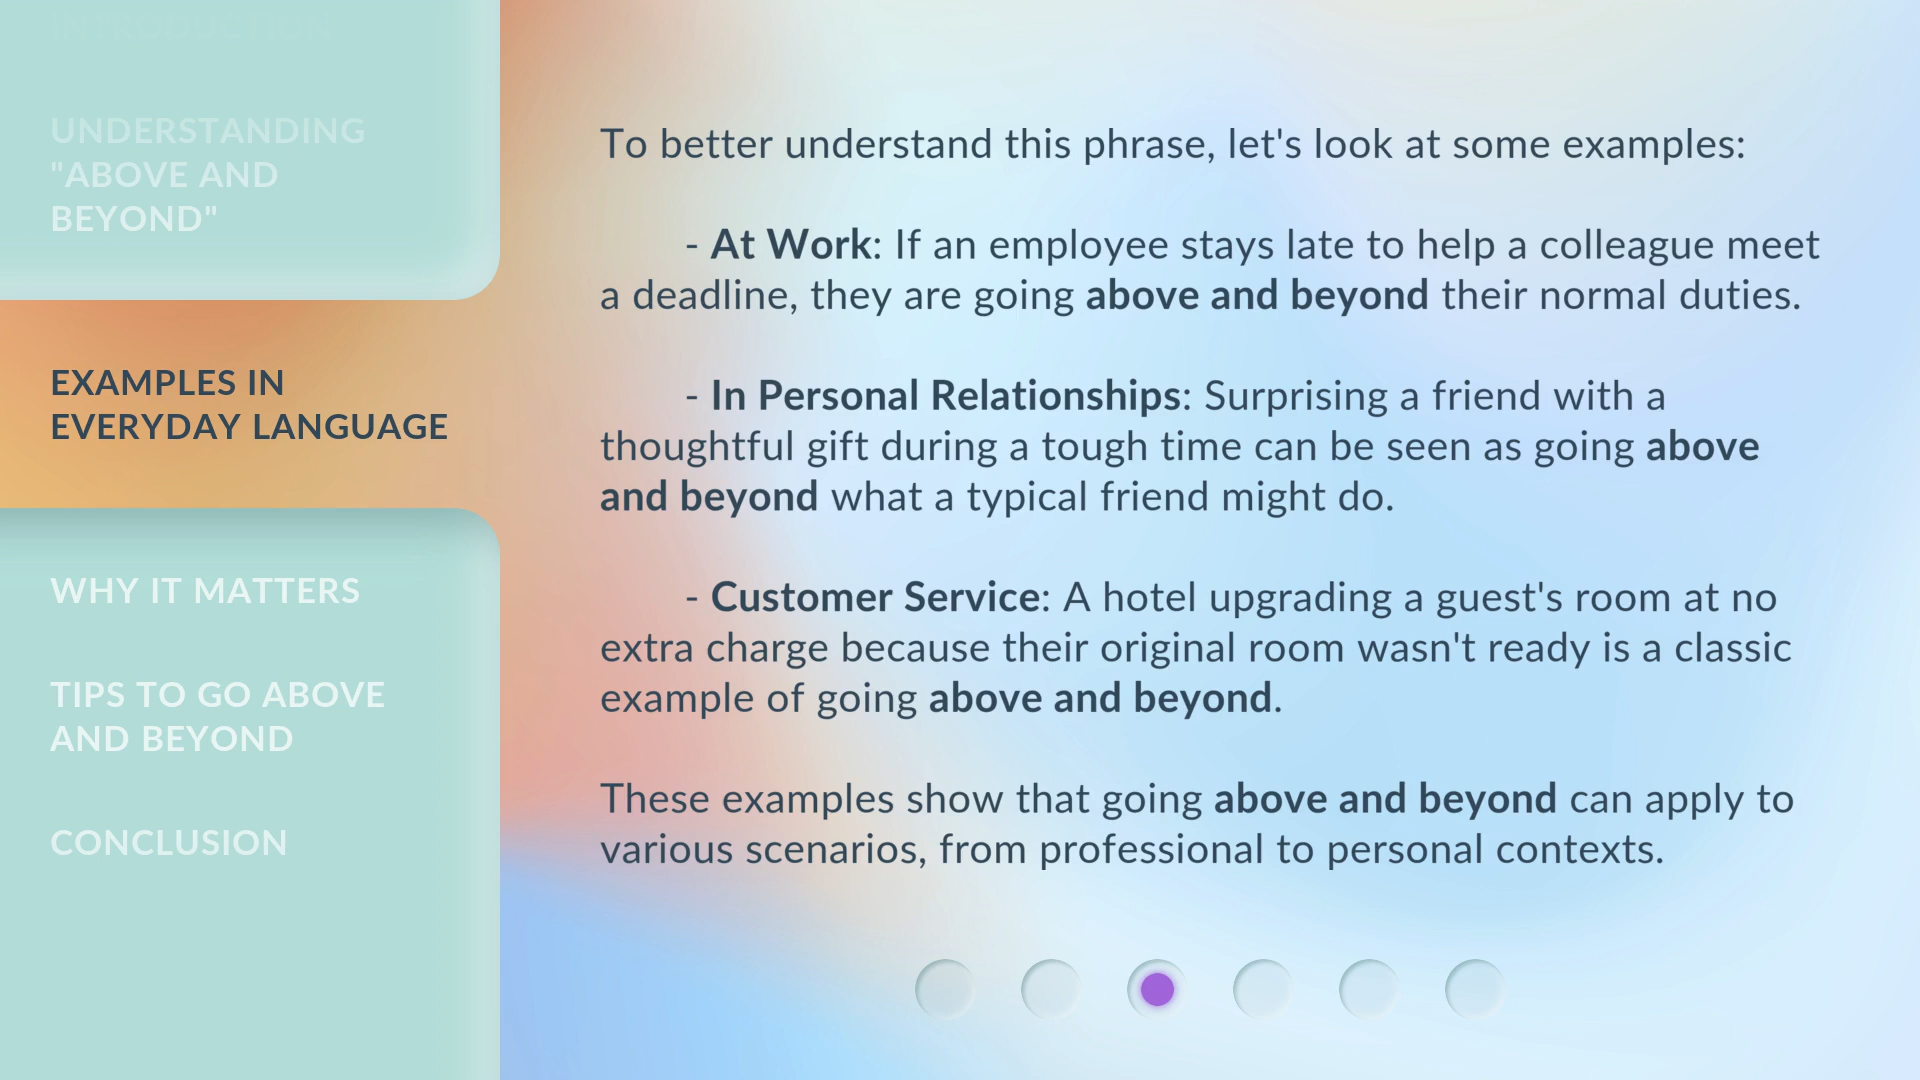 INTRODUCTION
UNDERSTANDING
"ABOVE AND
BEYOND"
EXAMPLES IN
EVERYDAY LANGUAGE
WHY IT MATTERS
TIPS TO GO ABOVE
AND BEYOND
CONCLUSION
To better understand this phrase, let's look at some examples:
- At Work: If an employee stays late to help a colleague meet
a deadline, they are going above and beyond their normal duties.
- In Personal Relationships: Surprising a friend with a
thoughtful gift during a tough time can be seen as going above
and beyond what a typical friend might do.
- Customer Service: A hotel upgrading a guest's room at no
extra charge because their original room wasn't ready is a classic
example of going above and beyond.
These examples show that going above and beyond can apply to
various scenarios, from professional to personal contexts.